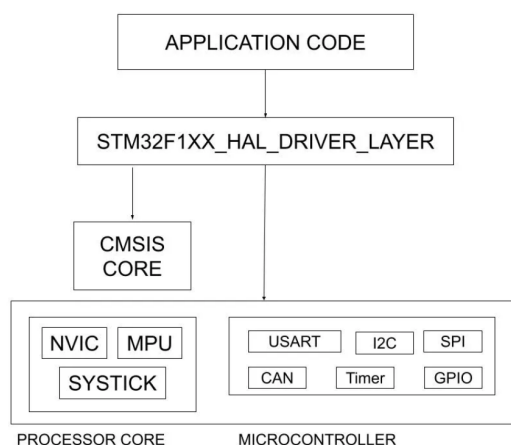 APPLICATION CODE
STM32F1XX_HAL_DRIVER_LAYER
CMSIS
CORE
NVIC MPU
SYSTICK
USART I2C SPI
CAN Timer GPIO
PROCESSOR CORE MICROCONTROLLER